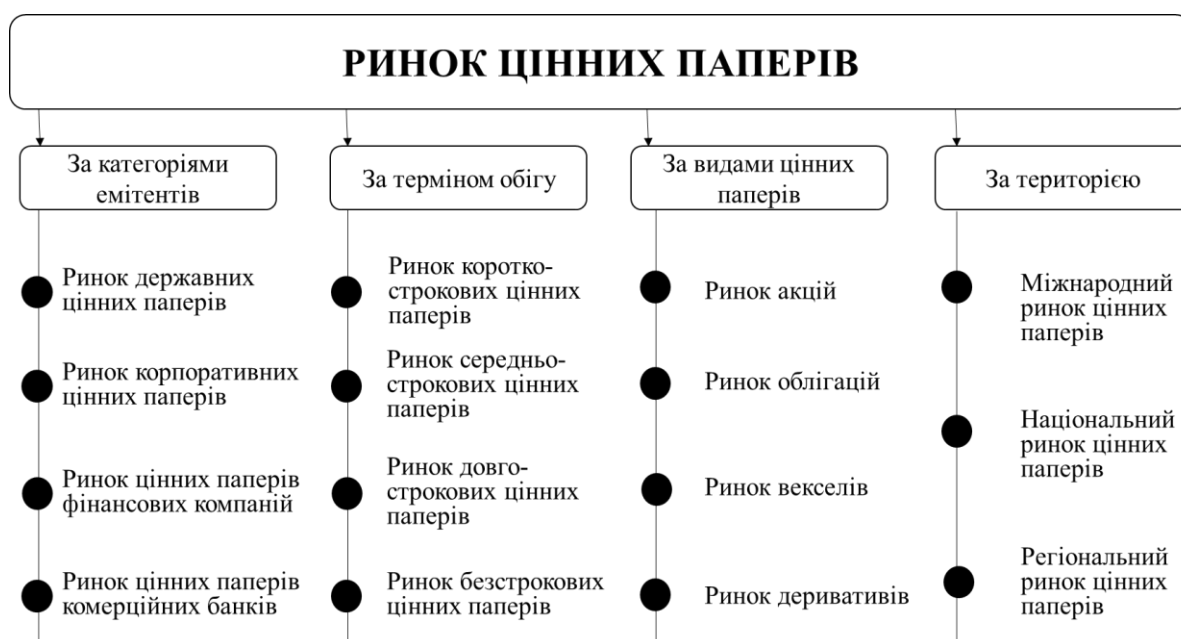 РИНОК ЦІННИХ ПАПЕРІВ
За категоріями
емітентів
Ринок державних
цінних паперів
Ринок корпоративних
цінних паперів
Ринок цінних паперів
фінансових компаній
Ринок цінних паперів
комерційних банків
За терміном обігу
Ринок коротко-
строкових цінних
паперів
Ринок середньо-
строкових цінних
паперів
Ринок довго-
строкових цінних
паперів
Ринок безстрокових
цінних паперів
За видами цінних
паперів
Ринок акцій
Ринок облігацій
Ринок векселів
Ринок деривативів
За територією
Міжнародний
ринок цінних
паперів
Національний
ринок цінних
паперів
Регіональний
ринок цінних
паперів